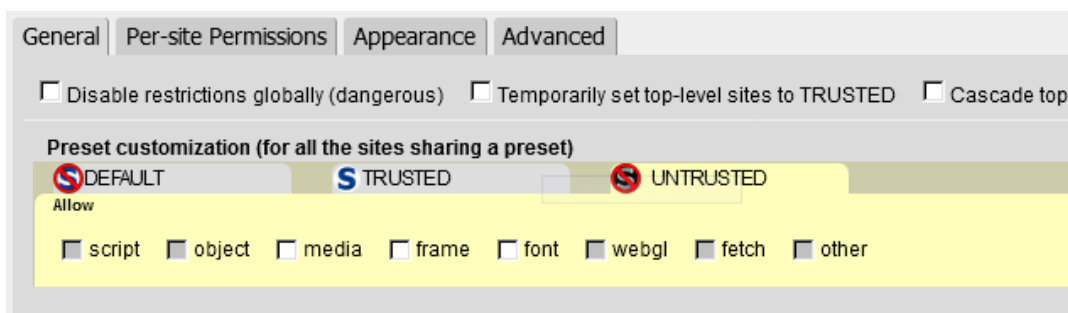 General Per-site Permissions Appearance Advanced
Disable restrictions globally (dangerous) Temporarily set top-level sites to TRUSTED Cascade top
Preset customization (for all the sites sharing a preset)
DEFAULT TRUSTED UNTRUSTED
Allow
script object media frame font webgl fetch other